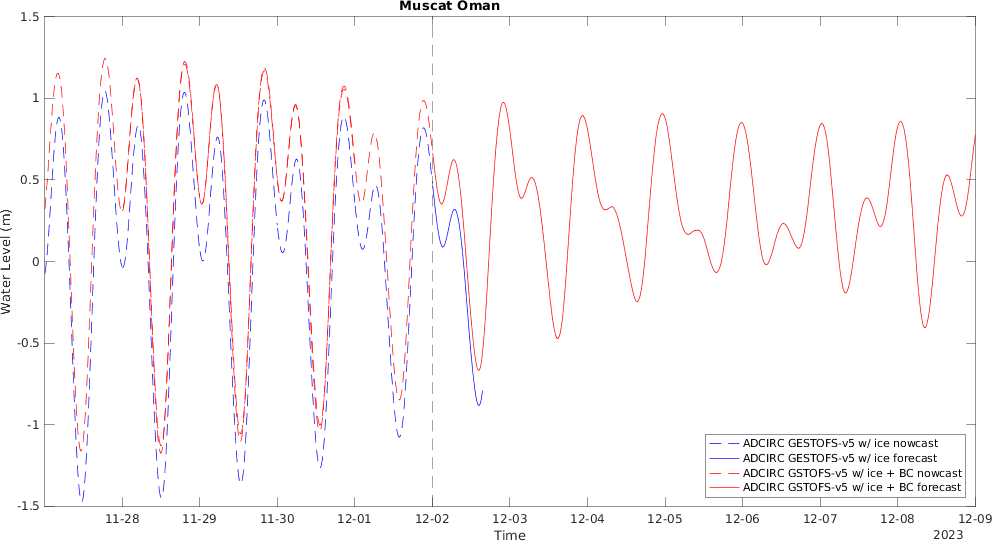 Muscat Oman
1.5
1
0.5
0
-0.5
-1
-1.5
Water Level (m)
11-28 11-29 11-30 12-01 12-02 12-03 12-04 12-05 12-06 12-07 12-08 12-09
Time
2023
ADCIRC GESTOFS-v5 w/ ice nowcast
ADCIRC GESTOFS-v5 w/ ice forecast
ADCIRC GSTOFS-v5 w/ ice + BC nowcast
ADCIRC GSTOFS-v5 w/ ice + BC forecast